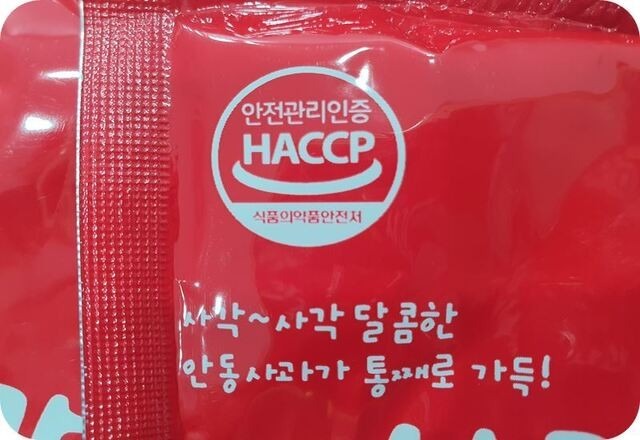 안전관리인증
HACCP
식품의약품안전처
사각~사각 달콤한
안동사과가 통째로 가득!